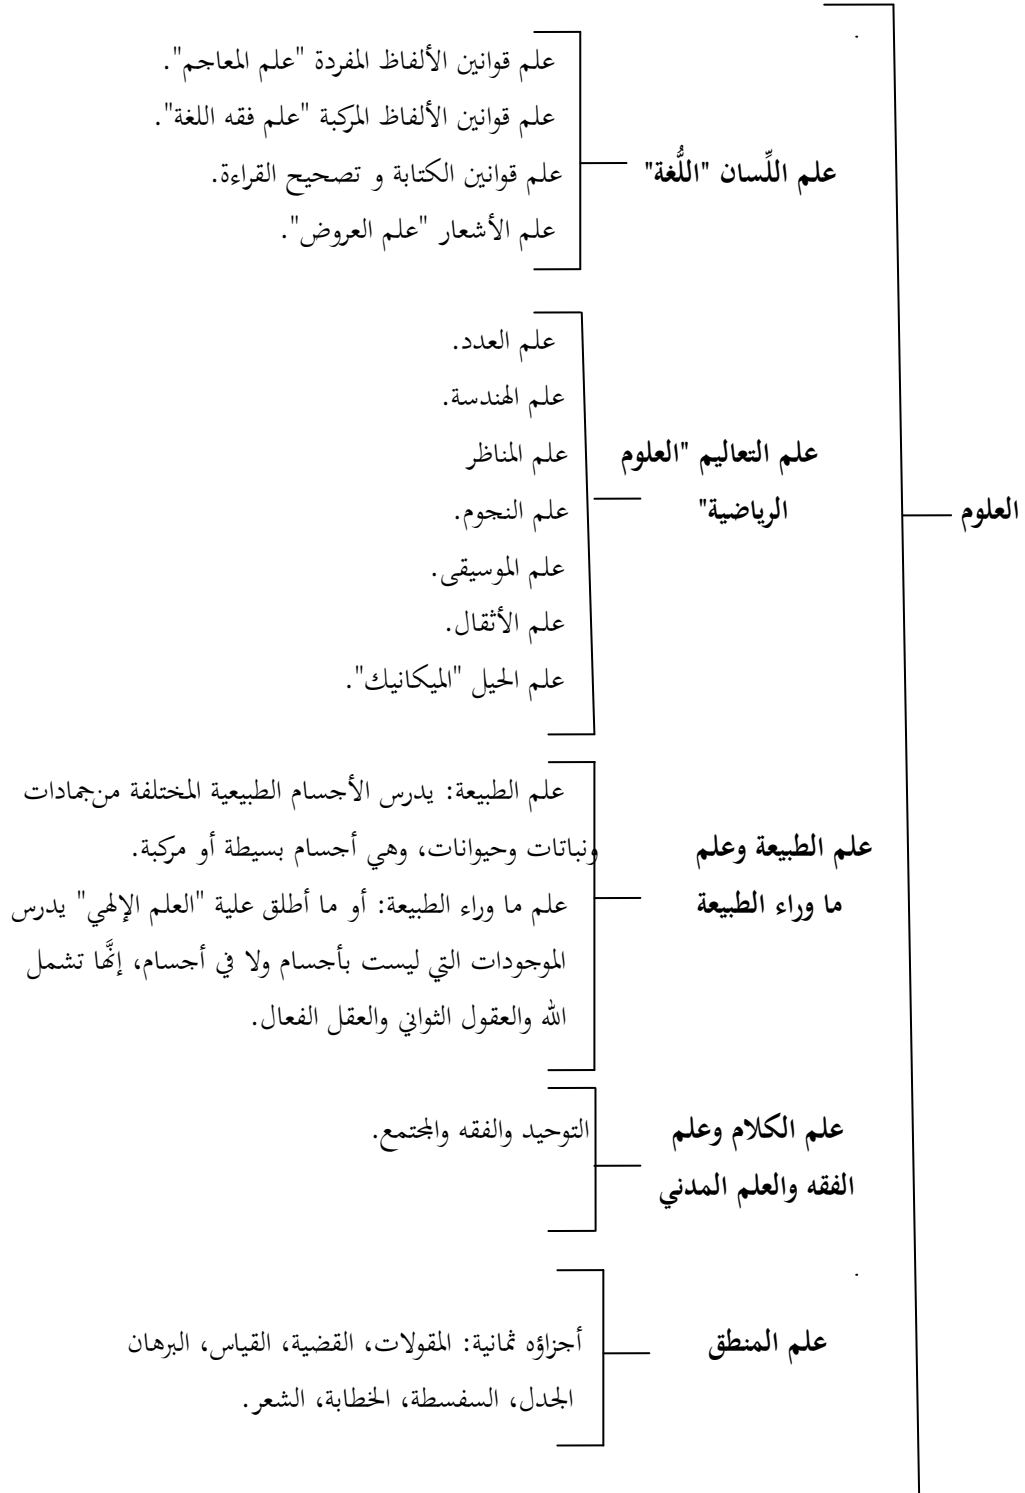 العلوم
علم اللِّسان "اللُّغة"
علم قوانين الألفاظ المفردة "علم المعاجم".
علم قوانين الألفاظ المركبة "علم فقه اللغة".
علم قوانين الكتابة و تصحيح القراءة.
علم الأشعار "علم العروض".
علم التعاليم "العلوم
الرياضية"
علم العدد.
علم الهندسة.
علم المناظر
علم النجوم.
علم الموسيقى.
علم الأثقال.
علم الحيل "الميكانيك".
علم الطبيعة وعلم
ما وراء الطبيعة
علم الطبيعة: يدرس الأجسام الطبيعية المختلفة من جمادات
ونباتات وحيوانات، وهي أجسام بسيطة أو مركبة.
علم ما وراء الطبيعة: أو ما أطلق علية "العلم الإلهي" يدرس
الموجودات التي ليست بأجسام ولا في أجسام، إنَّها تشمل
الله والعقول الثواني والعقل الفعال.
علم الكلام وعلم
الفقه والعلم المدني
التوحيد والفقه والمجتمع.
علم المنطق
أجزاؤه ثمانية: المقولات، القضية، القياس، البرهان
الجدل، السفسطة، الخطابة، الشعر.